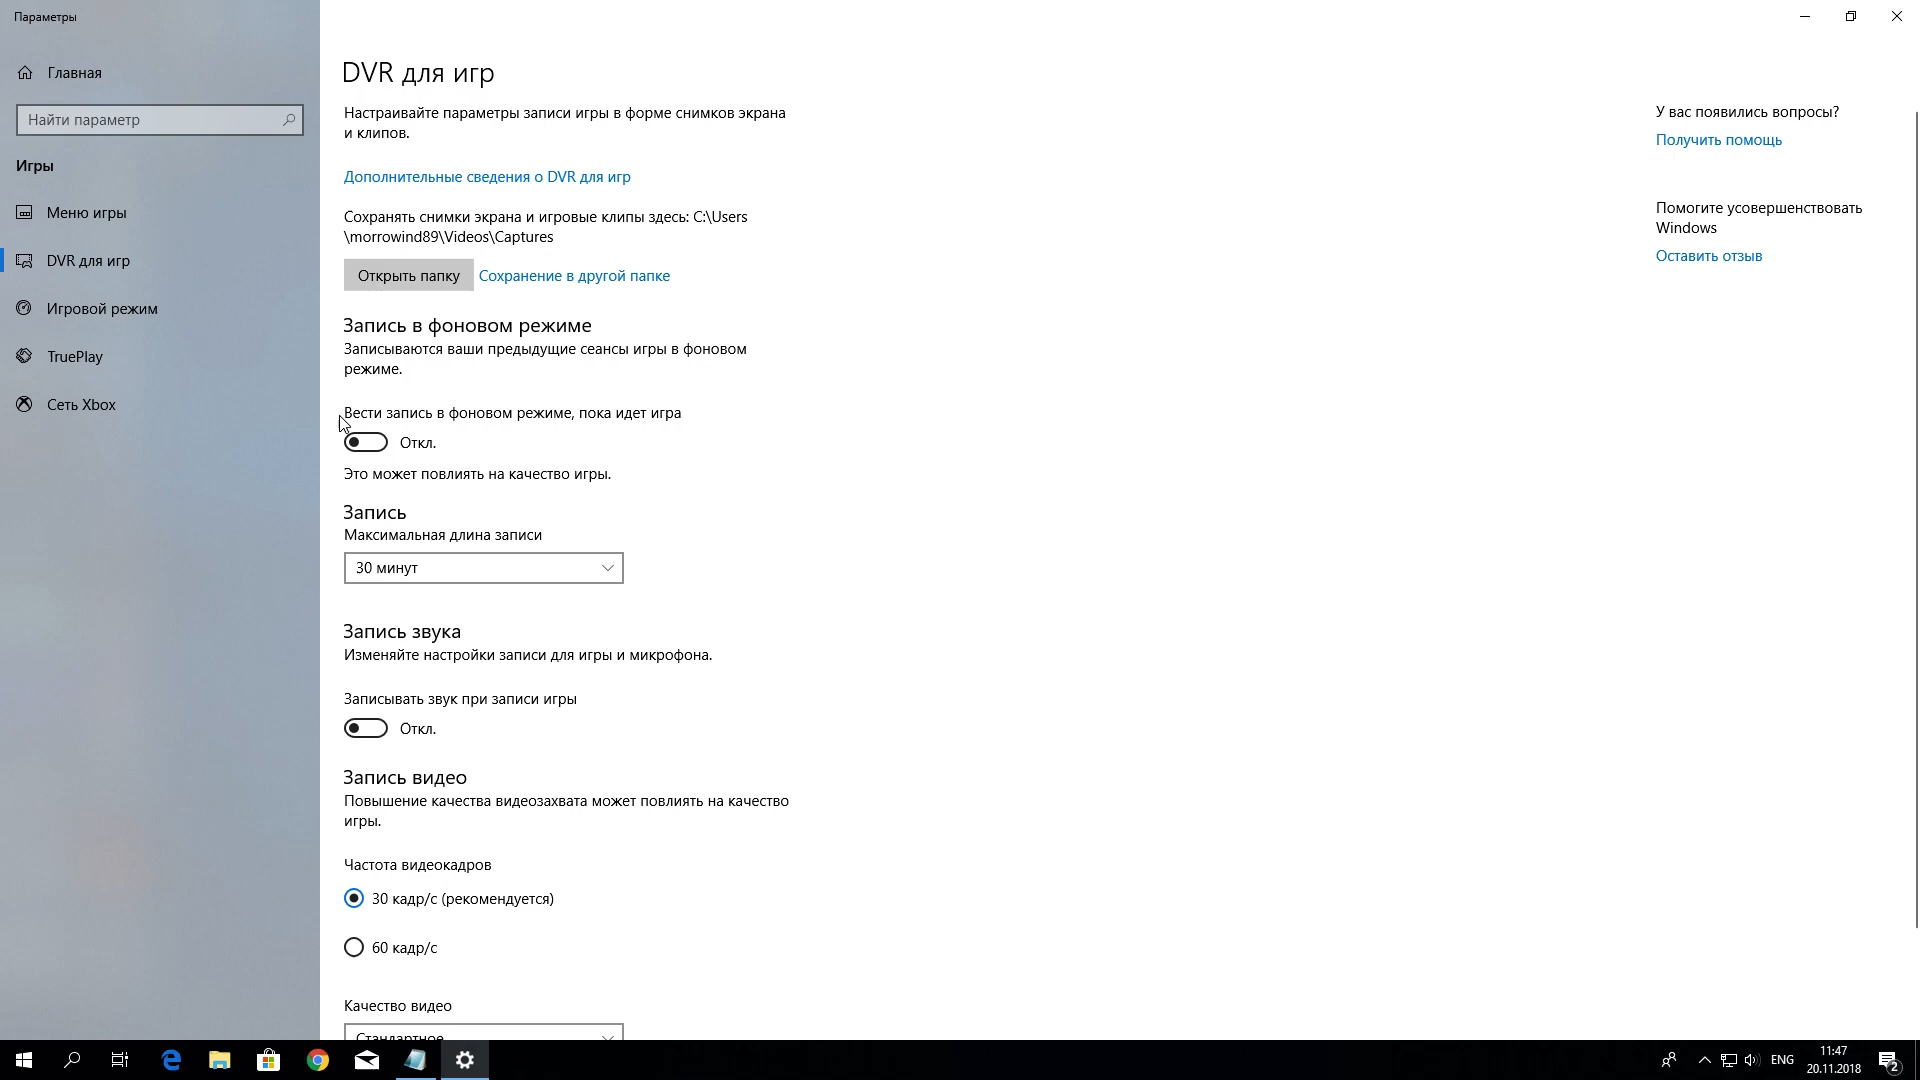 Параметры
Главная
Найти параметр
Игры
Меню игры
DVR для игр
Игровой режим
TruePlay
Сеть Xbox
DVR для игр
Настраивайте параметры записи игры в форме снимков экрана
и клипов.
Дополнительные сведения о DVR для игр
Сохранять снимки экрана и игровые клипы здесь: C:\Users
\morrowind89\Videos\Captures
Открыть папку Сохранение в другой папке
Запись в фоновом режиме
Записываются ваши предыдущие сеансы игры в фоновом
режиме.
Вести запись в фоновом режиме, пока идет игра
Откл.
Это может повлиять на качество игры.
Запись
Максимальная длина записи
30 минут
Запись звука
Изменяйте настройки записи для игры и микрофона.
Записывать звук при записи игры
Откл.
Запись видео
Повышение качества видеозахвата может повлиять на качество
игры.
Частота видеокадров
30 кадр/с (рекомендуется)
60 кадр/с
Качество видео
Стандартное
У вас появились вопросы?
Получить помощь
Помогите усовершенствовать
Windows
Оставить отзыв
ENG
11:47
20.11.2018
2